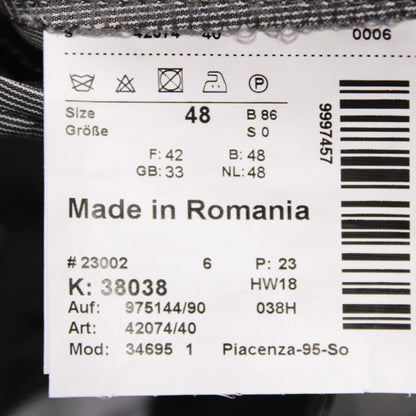 s 42074 40 0006
P
Size 48 B 86
Größe S 0
F: 42 B: 48
GB: 33 NL: 48
Made in Romania
# 23002 6 P: 23
K: 38038 HW18
Auf: 975144/90 038H
Art: 42074/40
Mod: 34695 1 Piacenza-95-So
9997457